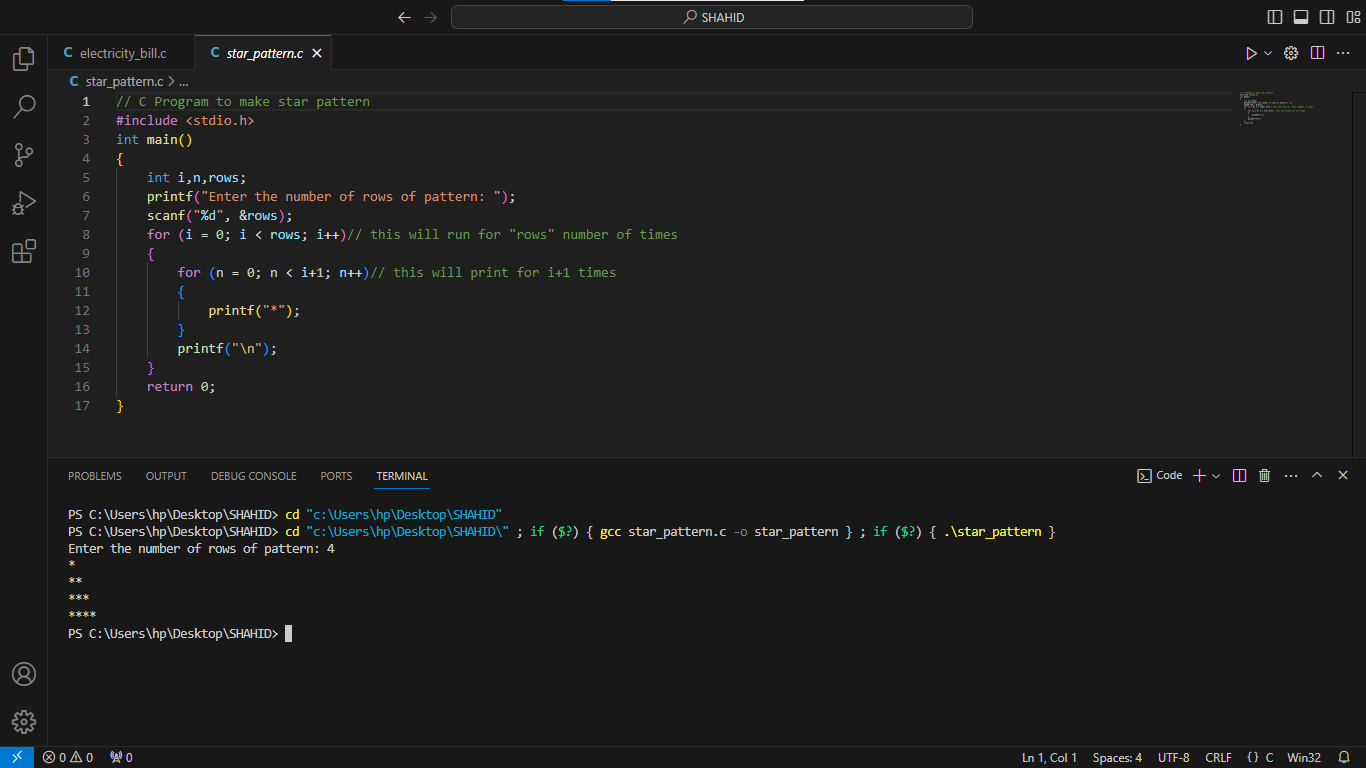 SHAHID
C electricity_bill.c
C star_pattern.c
C star_pattern.c > ...
1 // C Program to make star pattern
2 #include <stdio.h>
3 int main()
4 {
5     int i,n,rows;
6     printf("Enter the number of rows of pattern: ");
7     scanf("%d", &rows);
8     for (i = 0; i < rows; i++)// this will run for "rows" number of times
9     {
10         for (n = 0; n < i+1; n++)// this will print for i+1 times
11         {
12             printf("*");
13         }
14         printf("\n");
15     }
16     return 0;
17 }
PROBLEMS OUTPUT DEBUG CONSOLE PORTS TERMINAL Code
PS C:\Users\hp\Desktop\SHAHID> cd "c:\Users\hp\Desktop\SHAHID"
PS C:\Users\hp\Desktop\SHAHID> cd "c:\Users\hp\Desktop\SHAHID\" ; if ($?) { gcc star_pattern.c -o star_pattern } ; if ($?) { .\star_pattern }
Enter the number of rows of pattern: 4
*
**
***
****
PS C:\Users\hp\Desktop\SHAHID>
0 0 0 Ln 1, Col 1 Spaces: 4 UTF-8 CRLF {} C Win32